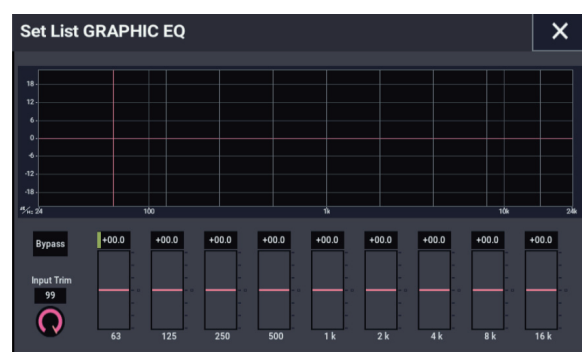 Set List GRAPHIC EQ
18
12
6
0
-6
-12
-18
24 100 1k 10k 24k
Bypass +00.0 +00.0 +00.0 +00.0 +00.0 +00.0 +00.0 +00.0 +00.0
Input Trim
99
63 125 250 500 1 k 2 k 4 k 8 k 16 k